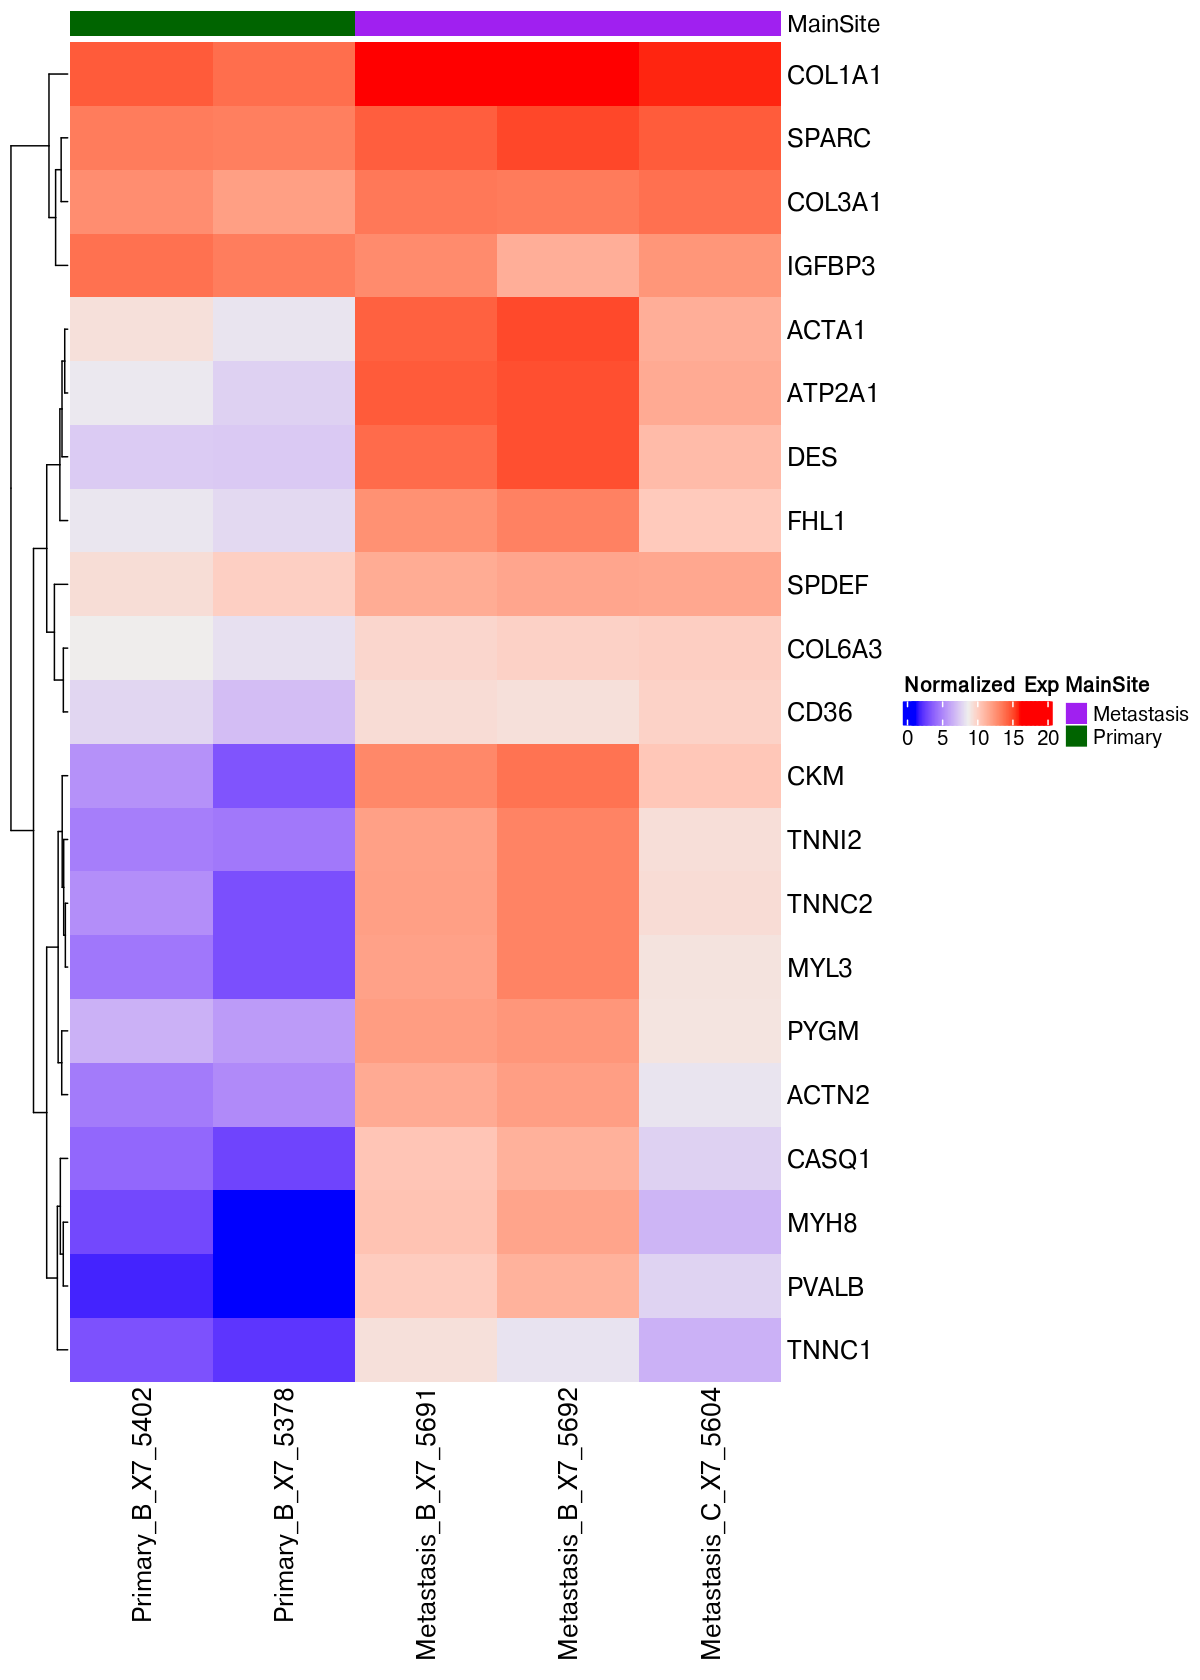 MainSite
COL1A1
SPARC
COL3A1
IGFBP3
ACTA1
ATP2A1
DES
FHL1
SPDEF
COL6A3
CD36
CKM
TNNI2
TNNC2
MYL3
PYGM
ACTN2
CASQ1
MYH8
PVALB
TNNC1
Normalized Exp
0 5 10 15 20
MainSite
Metastasis
Primary
Primary_B_X7_5402
Primary_B_X7_5378
Metastasis_B_X7_5691
Metastasis_B_X7_5692
Metastasis_C_X7_5604